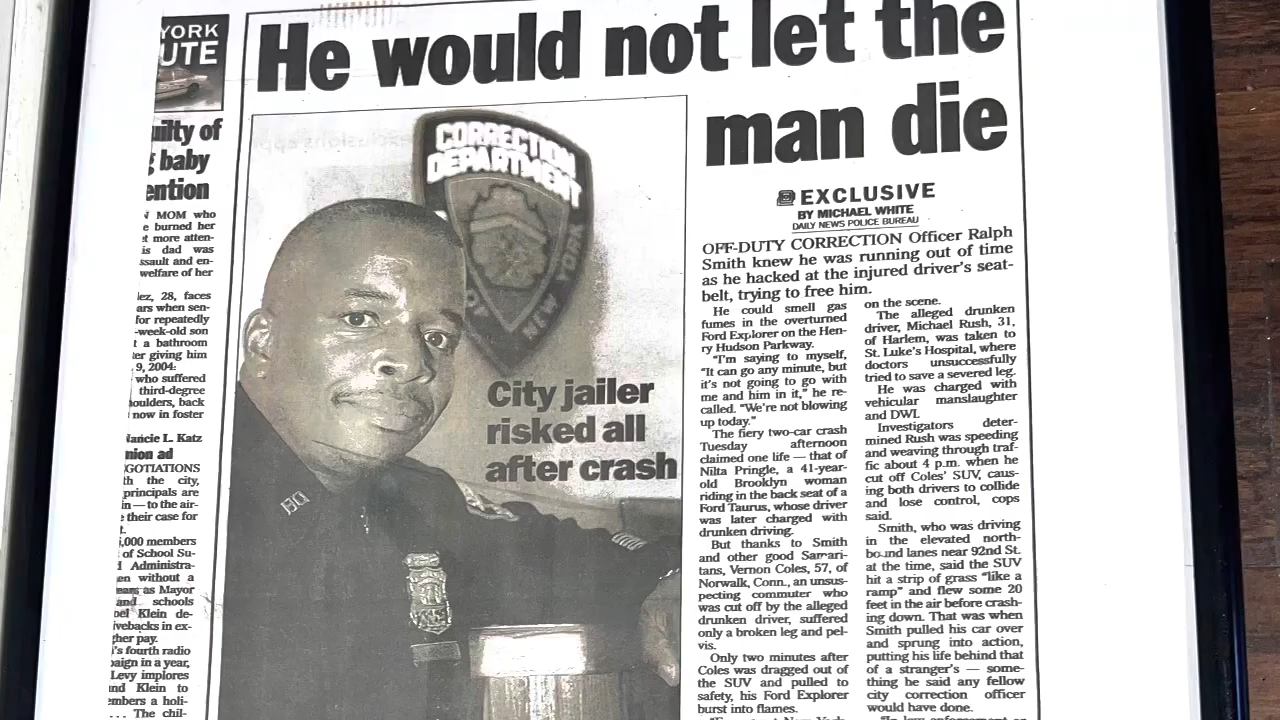 YORK
UTE
uilty of
baby
ention
MOM who
e burned her
et more atten-
is dad was
ssault and en-
welfare of her
lez, 28, faces
ars when sen-
for repeatedly
-week-old son
t a bathroom
ter giving him
9, 2004.
who suffered
third-degree
houlders, back
now in foster
Nancie L. Katz
nion ad
GOTIATIONS
th the city,
principals are
in — to the air-
e their case for
t.
5,000 members
of School Su-
d Administra-
en without a
years as Mayor
and schools
oel Klein de-
ivebacks in ex-
gher pay.
i's fourth radio
paign in a year,
Levy implores
nd Klein to
embers a holi-
... The chil-
He would not let the
man die
CORRECTION
DEPARTMENT
NEW YORK
City jailer
risked all
after crash
HQ
EXCLUSIVE
BY MICHAEL WHITE
DAILY NEWS POLICE BUREAU
OFF-DUTY CORRECTION Officer Ralph
Smith knew he was running out of time
as he hacked at the injured driver's seat-
belt, trying to free him.
He could smell gas
fumes in the overturned
Ford Explorer on the Hen-
ry Hudson Parkway.
"I'm saying to myself,
"It can go any minute, but
it's not going to go with
me and him in it," he re-
called. "We're not blowing
up today."
The fiery two-car crash
Tuesday afternoon
claimed one life — that of
Nilta Pringle, a 41-year-
old Brooklyn woman
riding in the back seat of a
Ford Taurus, whose driver
was later charged with
drunken driving.
But thanks to Smith
and other good Samari-
tans, Vernon Coles, 57, of
Norwalk, Conn., an unsus-
pecting commuter who
was cut off by the alleged
drunken driver, suffered
only a broken leg and pel-
vis.
Only two minutes after
Coles was dragged out of
the SUV and pulled to
safety, his Ford Explorer
burst into flames.
on the scene.
The alleged drunken
driver, Michael Rush, 31,
of Harlem, was taken to
St. Luke's Hospital, where
doctors unsuccessfully
tried to save a severed leg.
He was charged with
vehicular manslaughter
and DWI.
Investigators deter-
mined Rush was speeding
and weaving through traf-
fic about 4 p.m. when he
cut off Coles' SUV, caus-
ing both drivers to collide
and lose control, cops
said.
Smith, who was driving
in the elevated north-
bound lanes near 92nd St.
at the time, said the SUV
hit a strip of grass "like a
ramp" and flew some 20
feet in the air before crash-
ing down. That was when
Smith pulled his car over
and sprung into action,
putting his life behind that
of a stranger's — some-
thing he said any fellow
city correction officer
would have done.